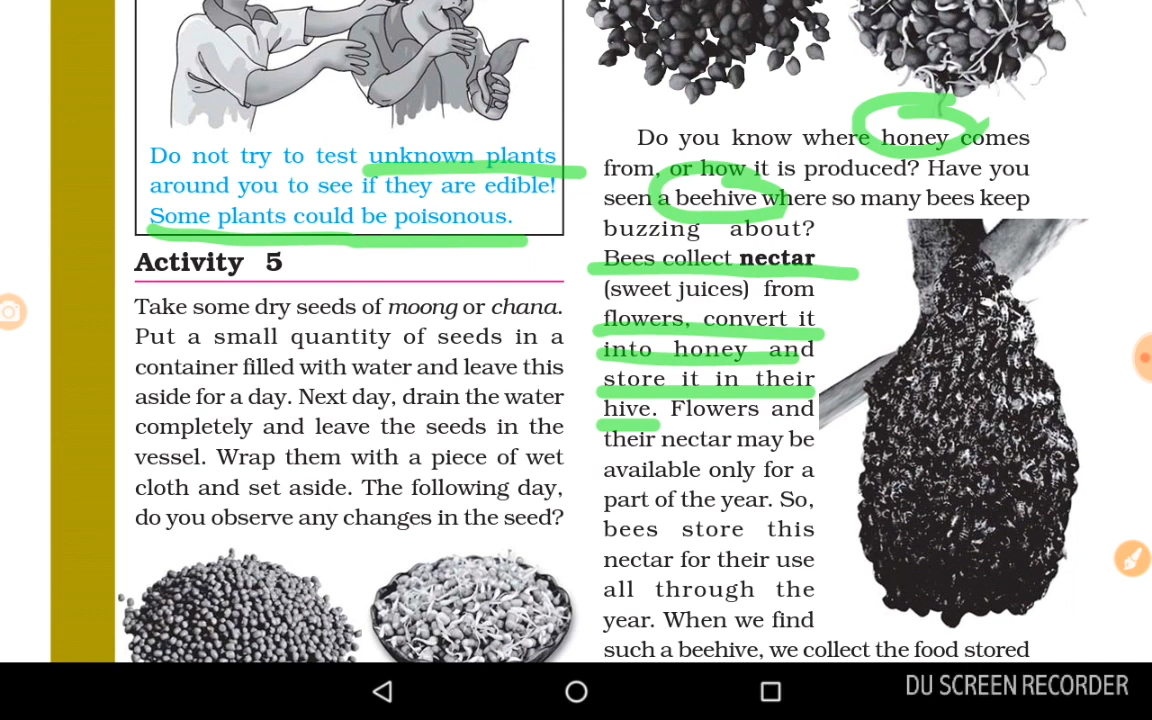 Do not try to test unknown plants
around you to see if they are edible!
Some plants could be poisonous.
Activity 5
Take some dry seeds of moong or chana.
Put a small quantity of seeds in a
container filled with water and leave this
aside for a day. Next day, drain the water
completely and leave the seeds in the
vessel. Wrap them with a piece of wet
cloth and set aside. The following day,
do you observe any changes in the seed?
Do you know where honey comes
from, or how it is produced? Have you
seen a beehive where so many bees keep
buzzing about?
Bees collect nectar
(sweet juices) from
flowers, convert it
into honey and
store it in their
hive. Flowers and
their nectar may be
available only for a
part of the year. So,
bees store this
nectar for their use
all through the
year. When we find
such a beehive, we collect the food stored
DU SCREEN RECORDER